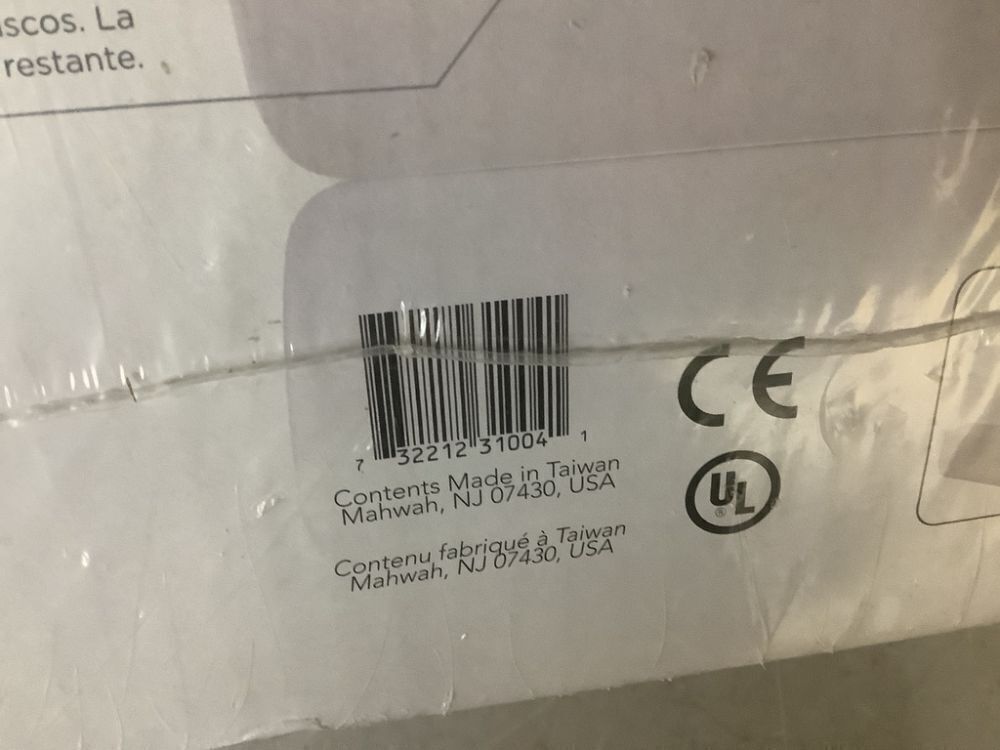 iscos. La
restante.
7 32212 31004 1
Contents Made in Taiwan
Mahwah, NJ 07430, USA
Contenu fabriqué à Taiwan
Mahwah, NJ 07430, USA
CE
UL
®